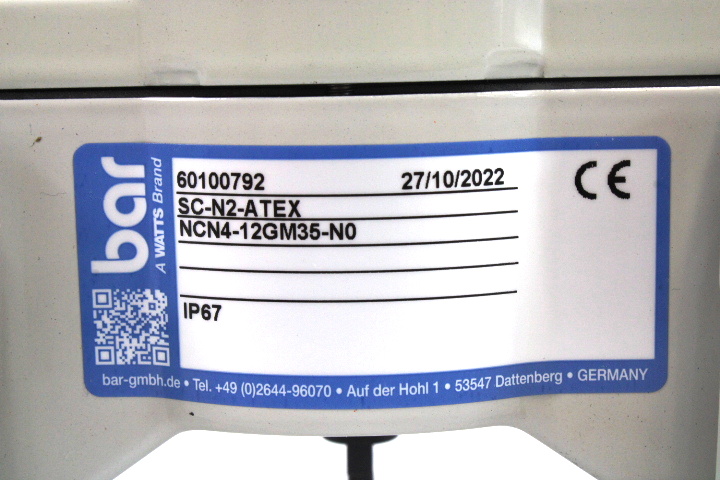 bar
A WATTS Brand
60100792 27/10/2022
SC-N2-ATEX
NCN4-12GM35-N0
IP67
CE
bar-gmbh.de • Tel. +49 (0)2644-96070 • Auf der Hohl 1 • 53547 Dattenberg • GERMANY